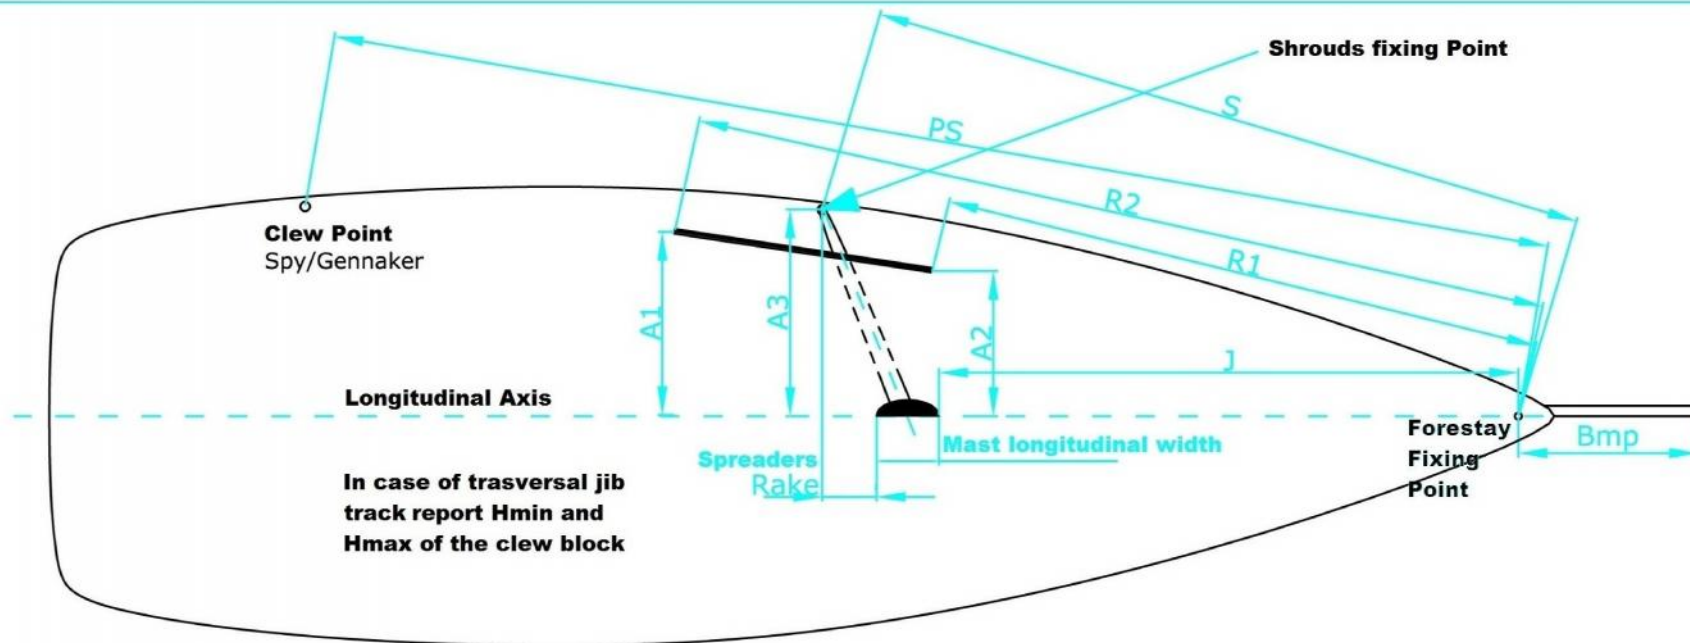 Shrouds fixing Point
S
PS
R2
R1
Clew Point
Spy/Gennaker
A1
A3
A2
J
Longitudinal Axis
Forestay
Fixing
Point
Bmp
Mast longitudinal width
Spreaders
Rake
In case of trasversal jib
track report Hmin and
Hmax of the clew block